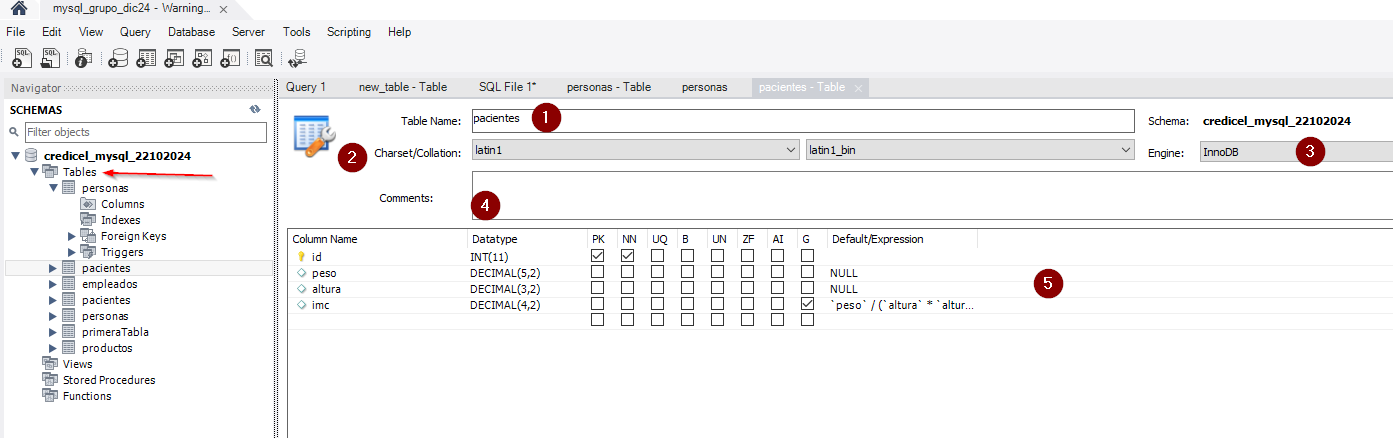 mysql_grupo_dic24 - Warning... ×
File Edit View Query Database Server Tools Scripting Help
Navigator
Query 1 new_table - Table SQL File 1* personas - Table personas pacientes - Table ×
SCHEMAS
Filter objects
credicel_mysql_22102024
Tables
personas
Columns
Indexes
Foreign Keys
Triggers
pacientes
empleados
pacientes
personas
primeraTabla
productos
Views
Stored Procedures
Functions
Table Name: pacientes 1 Schema: credicel_mysql_22102024
2 Charset/Collation: latin1 latin1_bin Engine: InnoDB 3
Comments: 4
Column Name Datatype PK NN UQ B UN ZF AI G Default/Expression
id INT(11)
peso DECIMAL(5,2) NULL 5
altura DECIMAL(3,2) NULL
imc DECIMAL(4,2) `peso` / (`altura` * `altur...